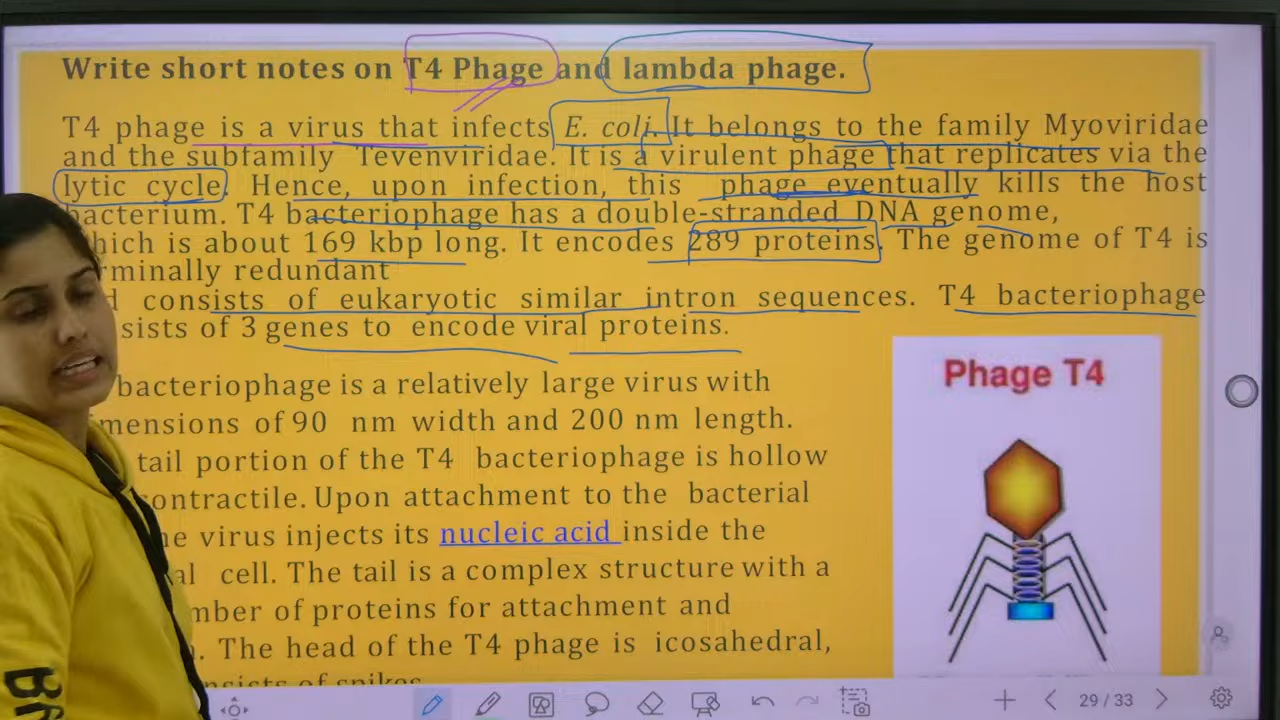 Write short notes on T4 Phage and lambda phage.
T4 phage is a virus that infects E. coli. It belongs to the family Myoviridae
and the subfamily Tevenviridae. It is a virulent phage that replicates via the
lytic cycle. Hence, upon infection, this phage eventually kills the host
bacterium. T4 bacteriophage has a double-stranded DNA genome,
hich is about 169 kbp long. It encodes 289 proteins. The genome of T4 is
rminally redundant
d consists of eukaryotic similar intron sequences. T4 bacteriophage
sists of 3 genes to encode viral proteins.
bacteriophage is a relatively large virus with
mensions of 90 nm width and 200 nm length.
tail portion of the T4 bacteriophage is hollow
contractile. Upon attachment to the bacterial
he virus injects its nucleic acid inside the
al cell. The tail is a complex structure with a
mber of proteins for attachment and
. The head of the T4 phage is icosahedral,
nsists of spikes
Phage T4
29 / 33